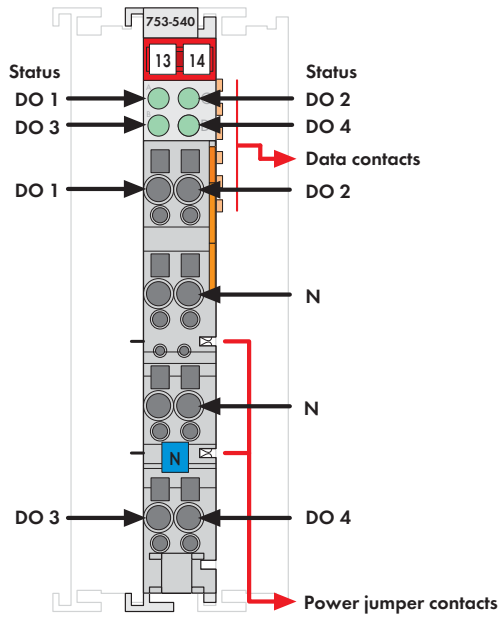 753-540
13 14
Status Status
DO 1 DO 2
DO 3 DO 4
Data contacts
DO 1 DO 2
N
N
N
DO 3 DO 4
Power jumper contacts